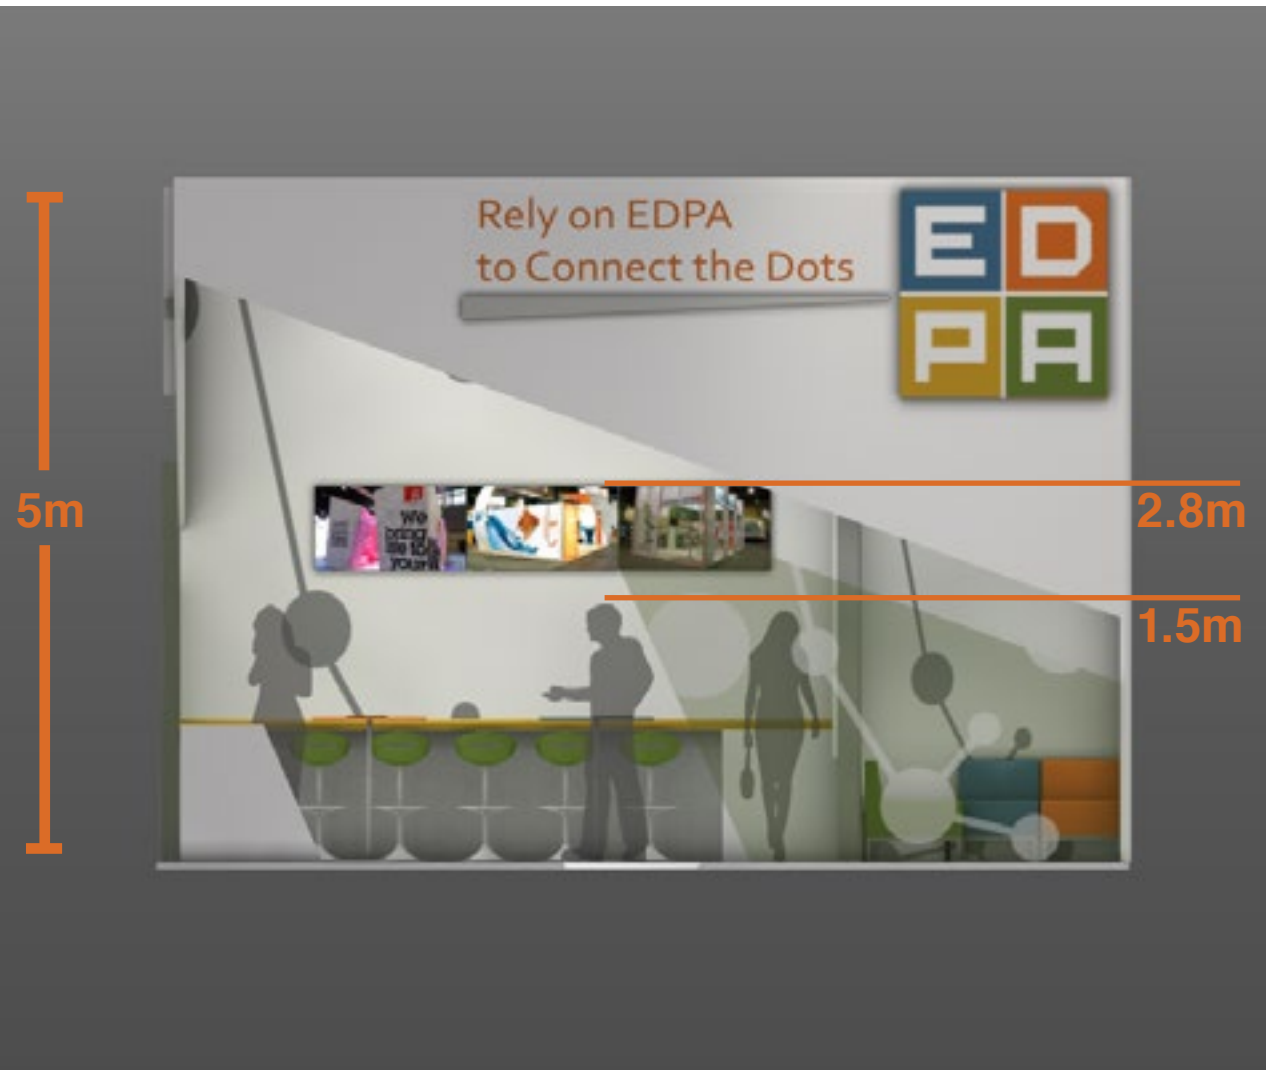 Rely on EDPA
to Connect the Dots
ED
PA
5m
2.8m
1.5m
We
bring
life to
your